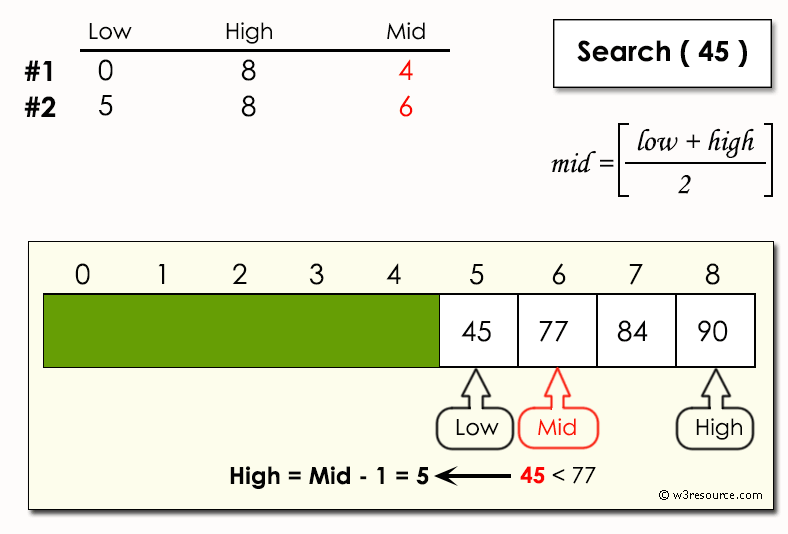 Low High Mid
#1 0 8 4
#2 5 8 6
Search ( 45 )
mid = [ low + high
2 ]
0 1 2 3 4 5 6 7 8
45 77 84 90
Low Mid High
High = Mid - 1 = 5 45 < 77
© w3resource.com